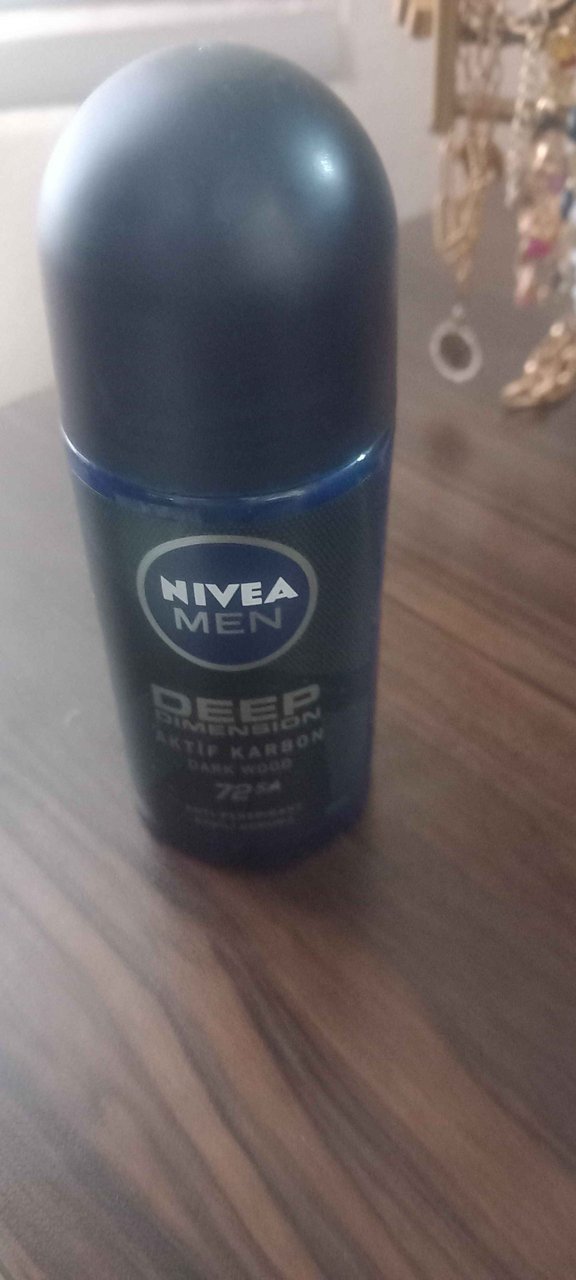 NIVEA
MEN
DEEP
DIMENSION
AKTİF KARBON
DARK WOOD
72 SA